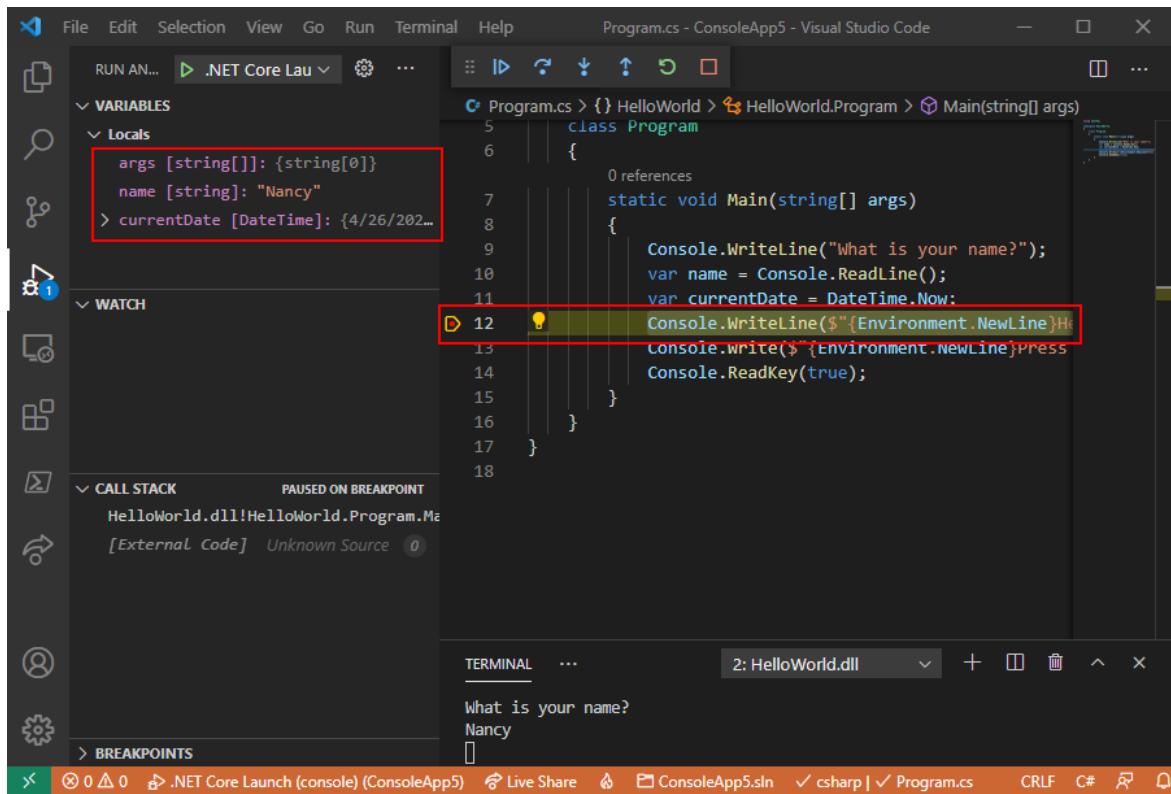 File Edit Selection View Go Run Terminal Help Program.cs - ConsoleApp5 - Visual Studio Code
RUN AN... .NET Core Lau
VARIABLES
Locals
args [string[]]: {string[0]}
name [string]: "Nancy"
currentDate [DateTime]: {4/26/202…
WATCH
CALL STACK PAUSED ON BREAKPOINT
HelloWorld.dll!HelloWorld.Program.Ma
[External Code] Unknown Source 0
BREAKPOINTS
1
Program.cs > {} HelloWorld > HelloWorld.Program > Main(string[] args)
5 class Program
6 {
0 references
7 static void Main(string[] args)
8 {
9 Console.WriteLine("What is your name?");
10 var name = Console.ReadLine();
11 var currentDate = DateTime.Now;
12 Console.WriteLine($"{Environment.NewLine}He
13 Console.Write($"{Environment.NewLine}Press
14 Console.ReadKey(true);
15 }
16 }
17 }
18
TERMINAL ... 2: HelloWorld.dll
What is your name?
Nancy
0 0 .NET Core Launch (console) (ConsoleApp5) Live Share ConsoleApp5.sln csharp | Program.cs CRLF C#